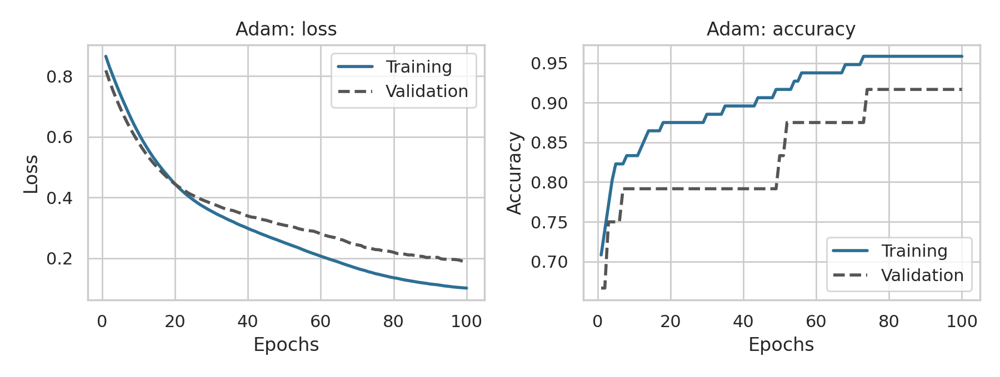 Adam: loss
Loss
0.8
0.6
0.4
0.2
Training
Validation
0 20 40 60 80 100
Epochs
Adam: accuracy
Accuracy
0.95
0.90
0.85
0.80
0.75
0.70
Training
Validation
0 20 40 60 80 100
Epochs